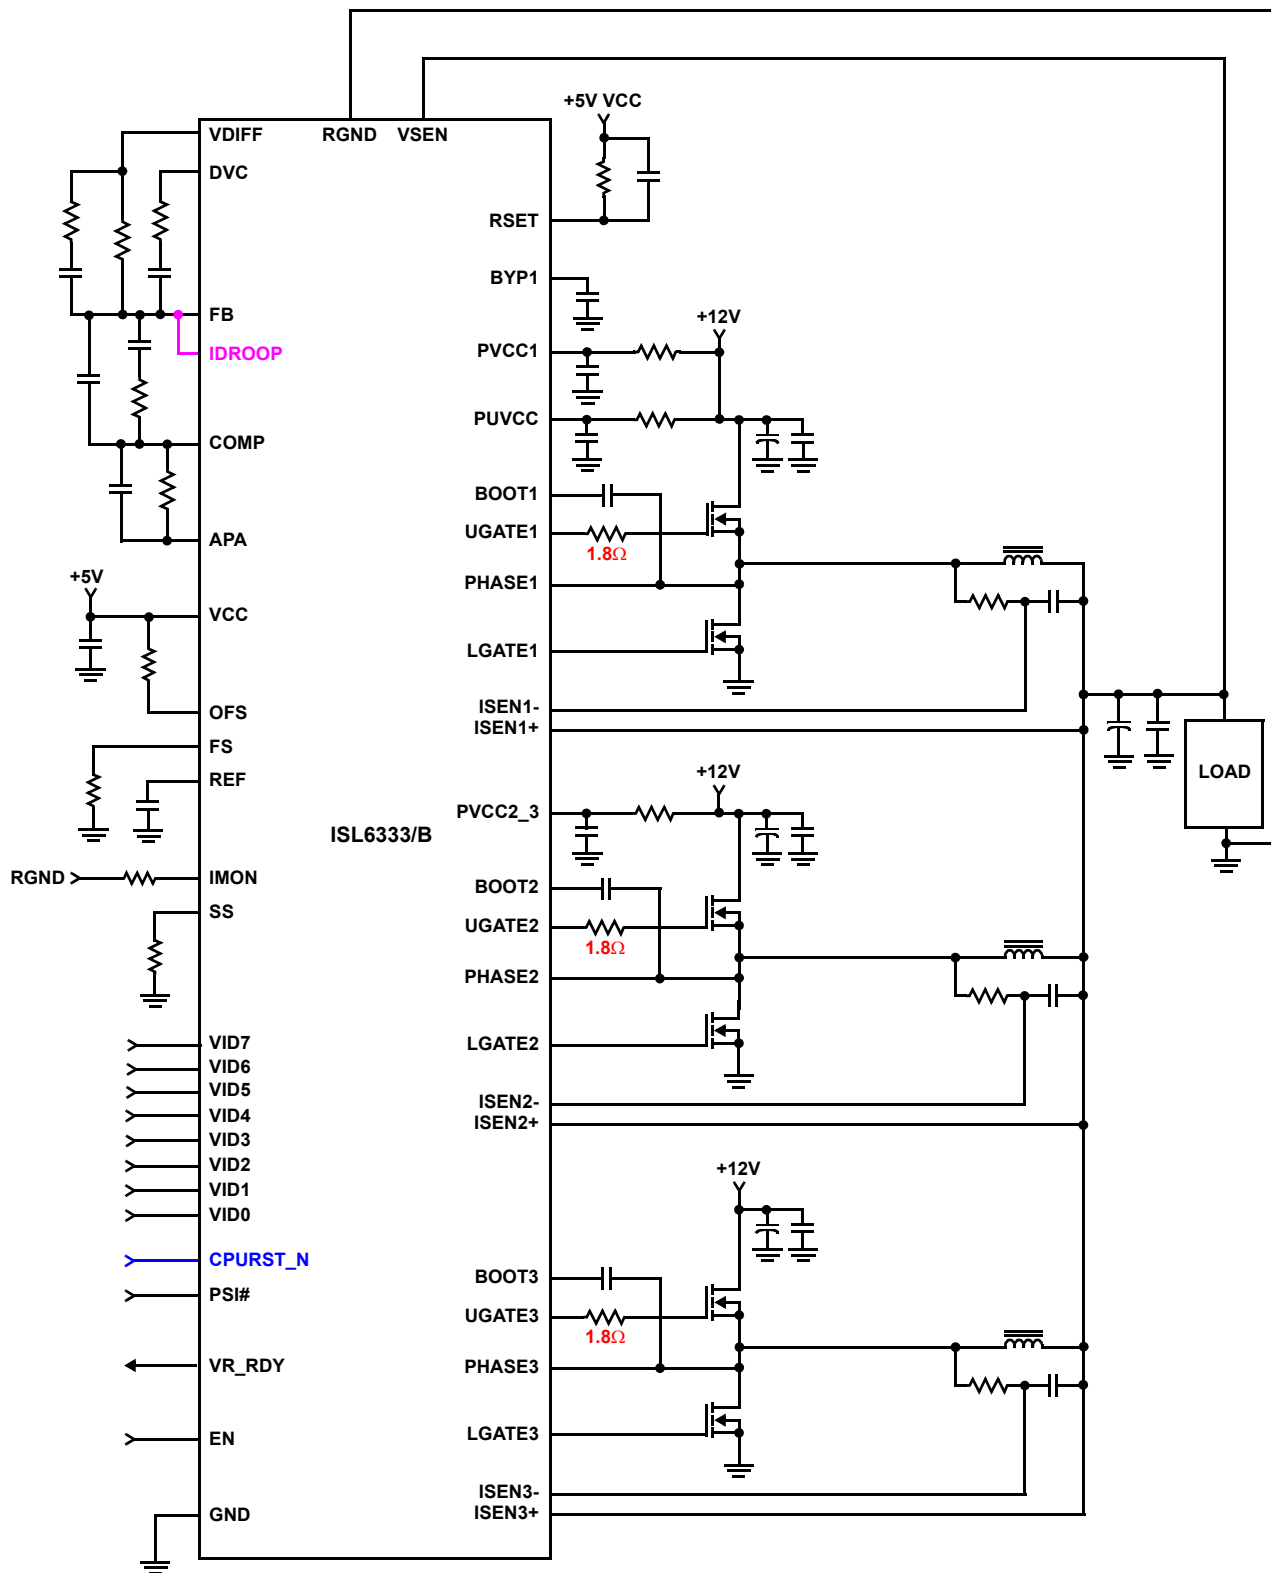 VDIFF
RGND
VSEN
+5V VCC
DVC
RSET
BYP1
FB
+12V
IDROOP
PVCC1
PUVCC
COMP
BOOT1
UGATE1
1.8Ω
APA
+5V
PHASE1
VCC
LGATE1
ISEN1-
OFS
ISEN1+
FS
+12V
LOAD
REF
PVCC2_3
ISL6333/B
RGND
IMON
BOOT2
SS
UGATE2
1.8Ω
PHASE2
VID7
LGATE2
VID6
VID5
ISEN2-
VID4
ISEN2+
VID3
VID2
+12V
VID1
VID0
CPURST_N
BOOT3
PSI#
UGATE3
1.8Ω
VR_RDY
PHASE3
EN
LGATE3
ISEN3-
GND
ISEN3+